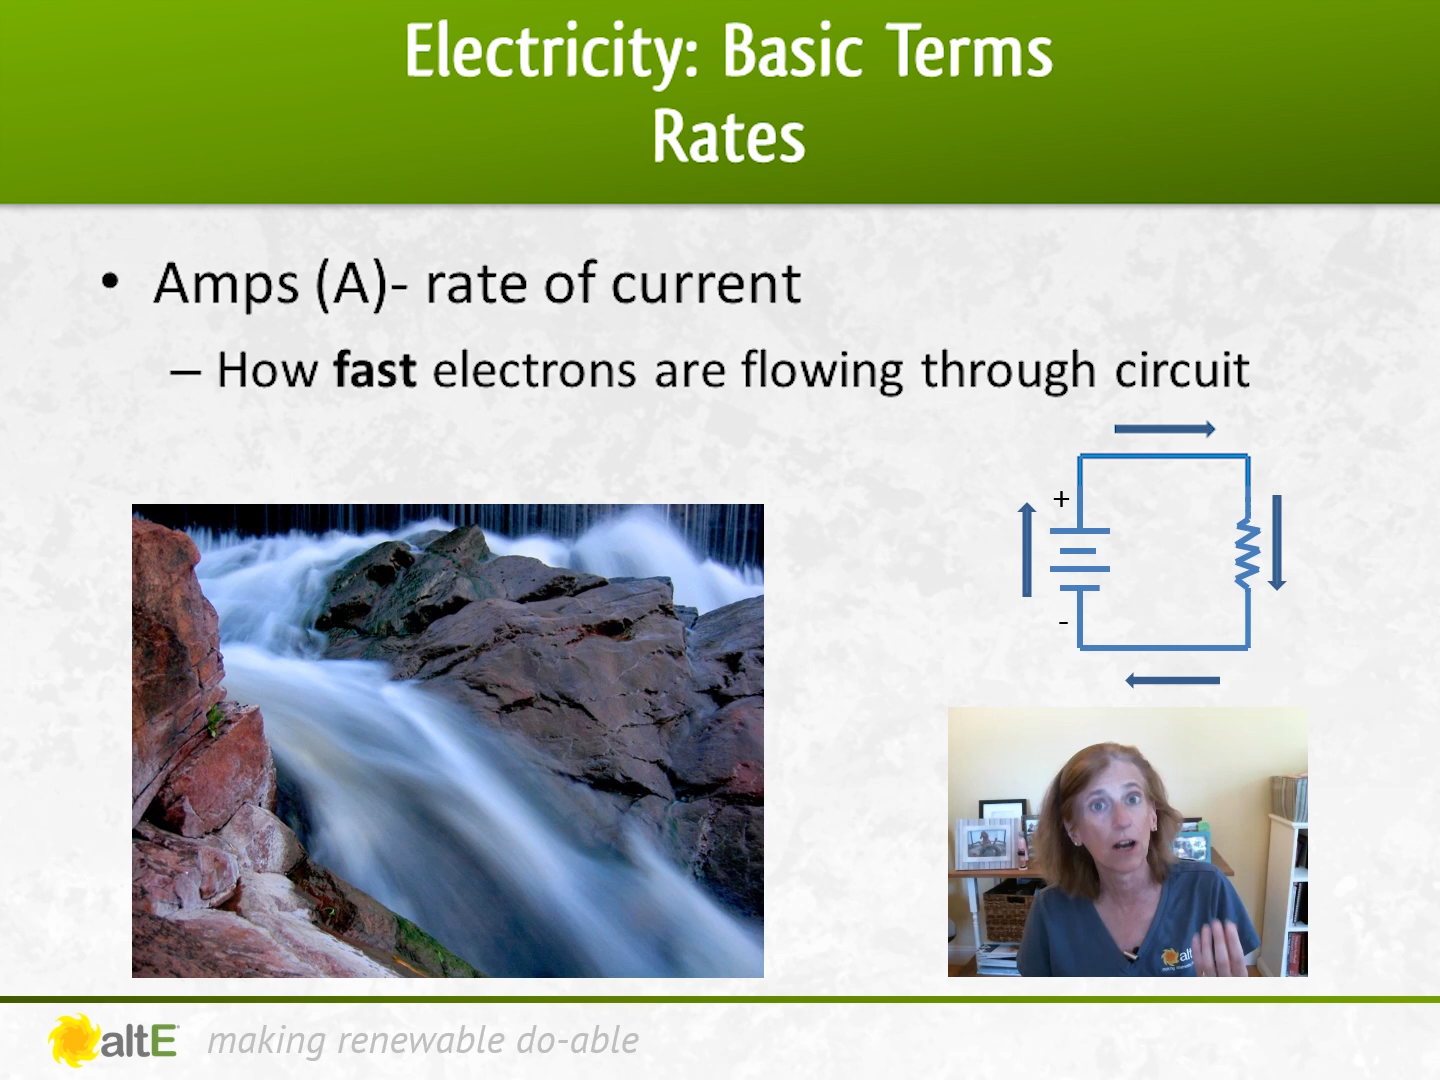 Electricity: Basic Terms
Rates
• Amps (A)- rate of current
– How fast electrons are flowing through circuit
+
-
alt
altE
making renewable do-able